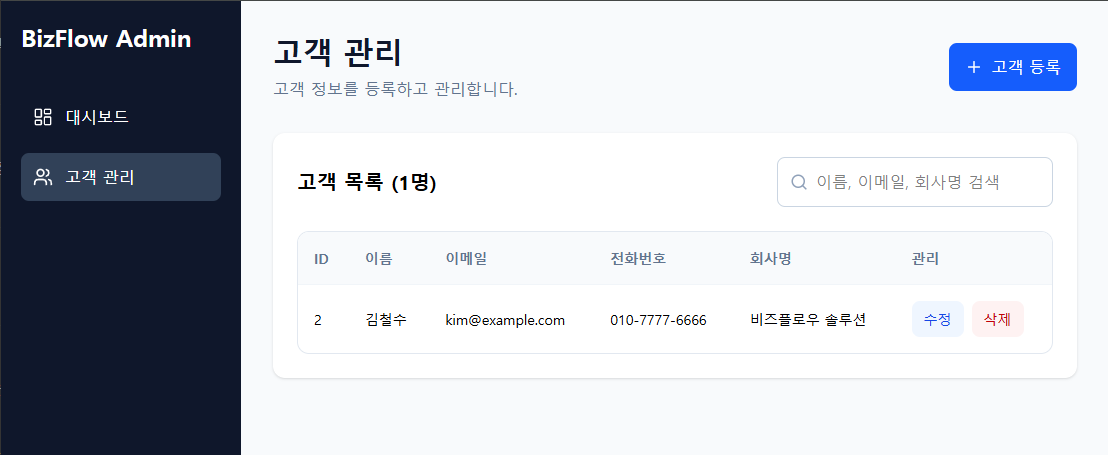 BizFlow Admin
대시보드
고객 관리
고객 관리
고객 정보를 등록하고 관리합니다.
+ 고객 등록
고객 목록 (1명)
이름, 이메일, 회사명 검색
ID 이름 이메일 전화번호 회사명 관리
2 김철수 kim@example.com 010-7777-6666 비즈플로우 솔루션 수정 삭제